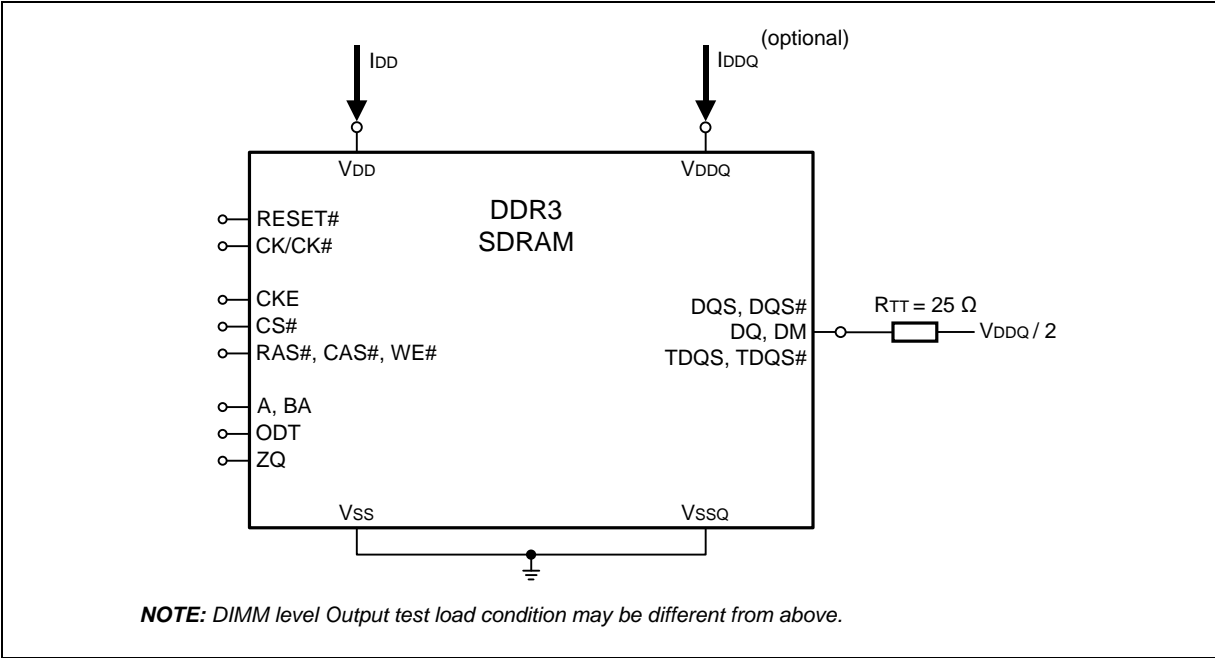 (optional)
IDD
IDDQ
VDD
VDDQ
DDR3
SDRAM
RESET#
CK/CK#
CKE
CS#
RAS#, CAS#, WE#
A, BA
ODT
ZQ
DQS, DQS#
DQ, DM
TDQS, TDQS#
RTT = 25 Ω
VDDQ / 2
VSS
VSSQ
NOTE: DIMM level Output test load condition may be different from above.